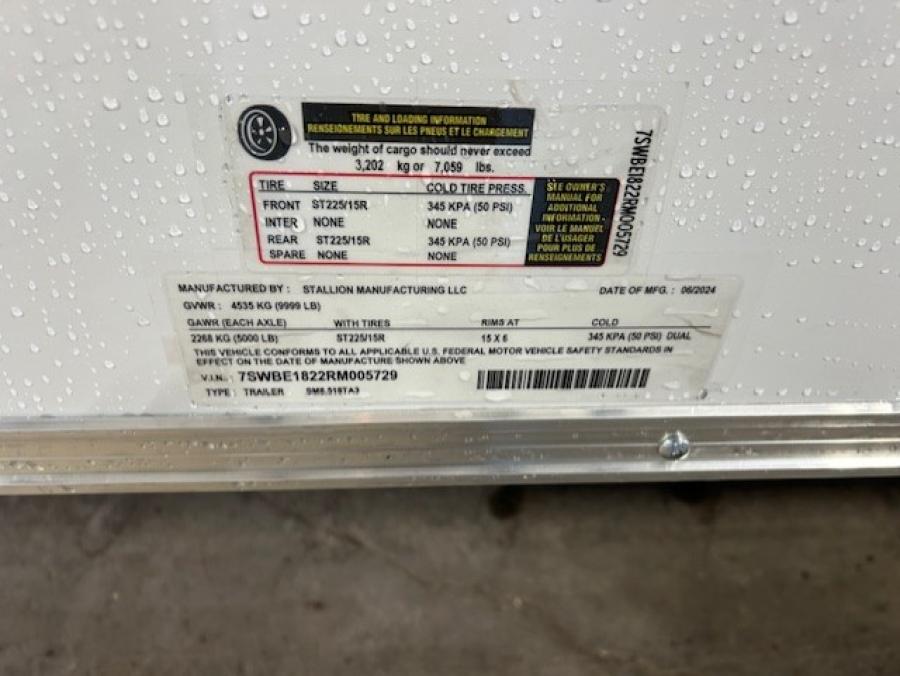 TIRE AND LOADING INFORMATION
RENSEIGNEMENTS SUR LES PNEUS ET LE CHARGEMENT
The weight of cargo should never exceed
3,202 kg or 7,059 lbs.
TIRE SIZE COLD TIRE PRESS.
FRONT ST225/15R 345 KPA (50 PSI)
INTER NONE NONE
REAR ST225/15R 345 KPA (50 PSI)
SPARE NONE NONE
SEE OWNER'S
MANUAL FOR
ADDITIONAL
INFORMATION
VOIR LE MANUEL
DE L'USAGER
POUR PLUS DE
RENSEIGNEMENTS
7SWBE1822RM005729
MANUFACTURED BY : STALLION MANUFACTURING LLC DATE OF MFG. : 06/2024
GVWR : 4535 KG (9999 LB)
GAWR (EACH AXLE) WITH TIRES RIMS AT COLD
2268 KG (5000 LB) ST225/15R 15 X 6 345 KPA (50 PSI) DUAL
THIS VEHICLE CONFORMS TO ALL APPLICABLE U.S. FEDERAL MOTOR VEHICLE SAFETY STANDARDS IN
EFFECT ON THE DATE OF MANUFACTURE SHOWN ABOVE
V.I.N. : 7SWBE1822RM005729
TYPE : TRAILER SM8.518TA3